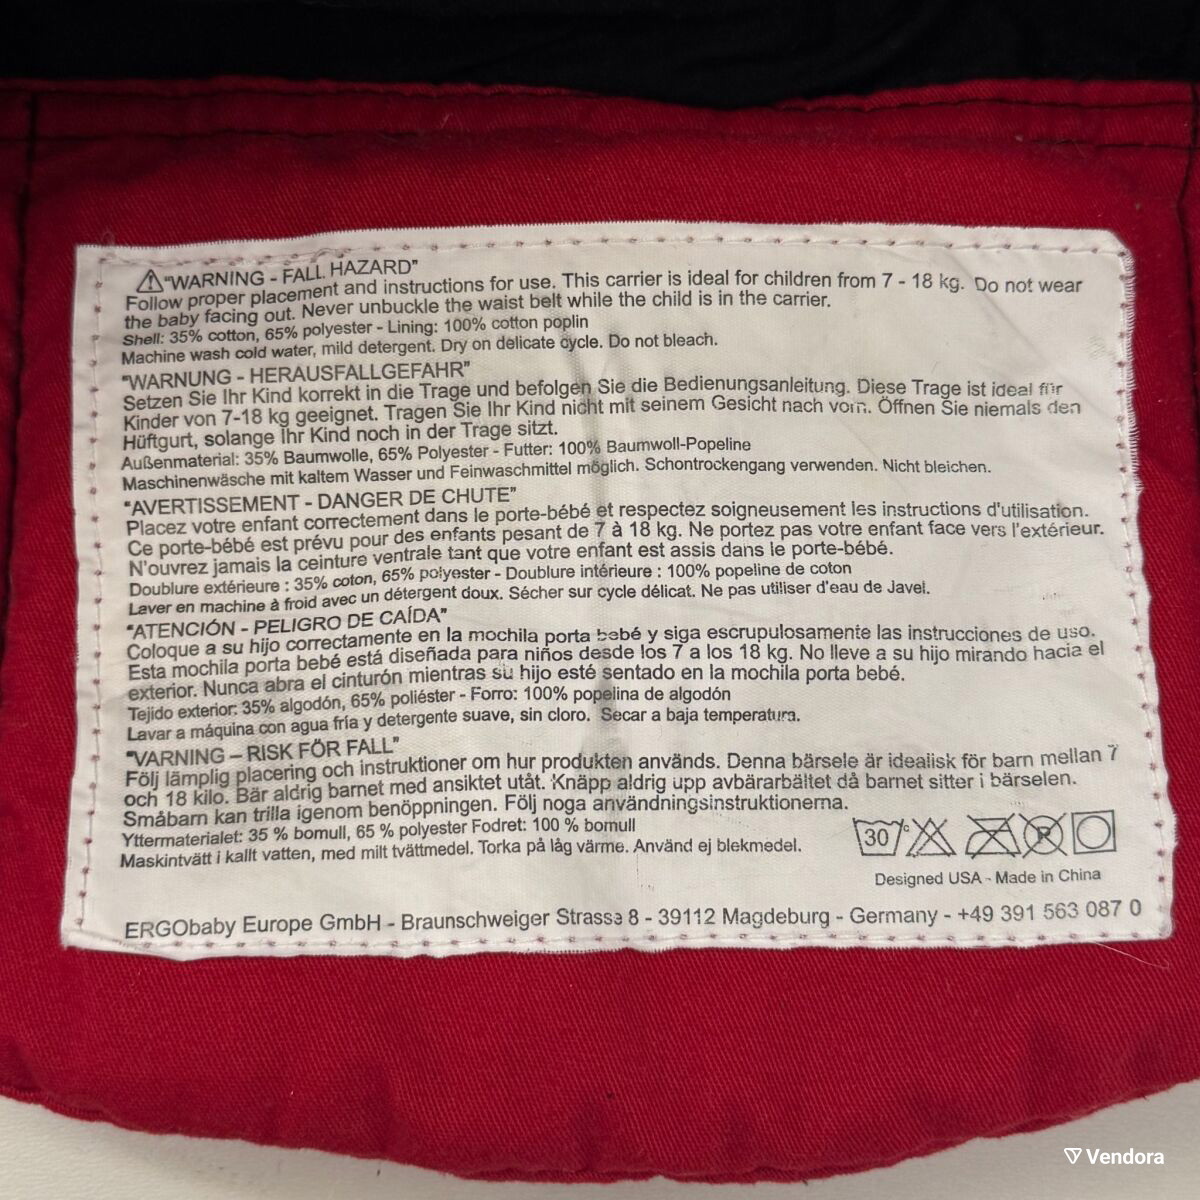 "WARNING - FALL HAZARD"
Follow proper placement and instructions for use. This carrier is ideal for children from 7 - 18 kg. Do not wear
the baby facing out. Never unbuckle the waist belt while the child is in the carrier.
Shell: 35% cotton, 65% polyester - Lining: 100% cotton poplin
Machine wash cold water, mild detergent. Dry on delicate cycle. Do not bleach.
"WARNUNG - HERAUSFALLGEFAHR"
Setzen Sie Ihr Kind korrekt in die Trage und befolgen Sie die Bedienungsanleitung. Diese Trage ist ideal für
Kinder von 7-18 kg geeignet. Tragen Sie Ihr Kind nicht mit seinem Gesicht nach vorn. Öffnen Sie niemals den
Hüftgurt, solange Ihr Kind noch in der Trage sitzt.
Außenmaterial: 35% Baumwolle, 65% Polyester - Futter: 100% Baumwoll-Popeline
Maschinenwäsche mit kaltem Wasser und Feinwaschmittel möglich. Schontrockengang verwenden. Nicht bleichen.
"AVERTISSEMENT - DANGER DE CHUTE"
Placez votre enfant correctement dans le porte-bébé et respectez soigneusement les instructions d'utilisation.
Ce porte-bébé est prévu pour des enfants pesant de 7 à 18 kg. Ne portez pas votre enfant face vers l'extérieur.
N'ouvrez jamais la ceinture ventrale tant que votre enfant est assis dans le porte-bébé.
Doublure extérieure : 35% coton, 65% polyester - Doublure intérieure : 100% popeline de coton
Laver en machine à froid avec un détergent doux. Sécher sur cycle délicat. Ne pas utiliser d'eau de Javel.
"ATENCIÓN - PELIGRO DE CAÍDA"
Coloque a su hijo correctamente en la mochila porta bebé y siga escrupulosamente las instrucciones de uso.
Esta mochila porta bebé está diseñada para niños desde los 7 a los 18 kg. No lleve a su hijo mirando hacia el
exterior. Nunca abra el cinturón mientras su hijo esté sentado en la mochila porta bebé.
Tejido exterior: 35% algodón, 65% poliéster - Forro: 100% popelina de algodón
Lavar a máquina con agua fría y detergente suave, sin cloro. Secar a baja temperatura.
"VARNING – RISK FÖR FALL"
Följ lämplig placering och instruktioner om hur produkten används. Denna bärsele är idealisk för barn mellan 7
och 18 kilo. Bär aldrig barnet med ansiktet utåt. Knäpp aldrig upp avbärarbältet då barnet sitter i bärselen.
Småbarn kan trilla igenom benöppningen. Följ noga användningsinstruktionerna.
Yttermaterialet: 35 % bomull, 65 % polyester Fodret: 100 % bomull
Maskintvätt i kallt vatten, med milt tvättmedel. Torka på låg värme. Använd ej blekmedel.
30°c P
Designed USA - Made in China
ERGObaby Europe GmbH - Braunschweiger Strasse 8 - 39112 Magdeburg - Germany - +49 391 563 087 0
Vendora